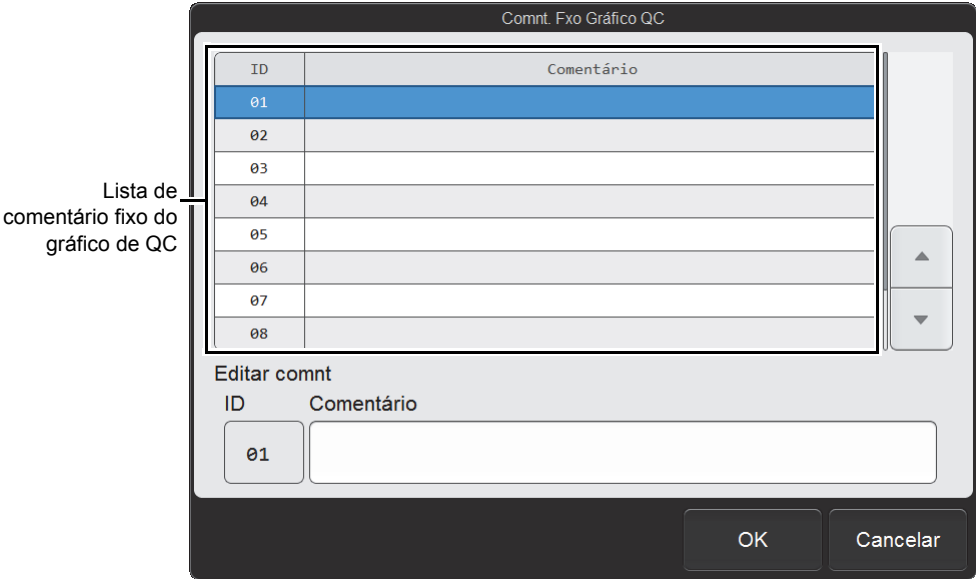 Comnt. Fxo Gráfico QC
ID Comentário
01
02
03
04
05
06
07
08
Lista de
comentário fixo do
gráfico de QC
Editar comnt
ID Comentário
01
OK Cancelar